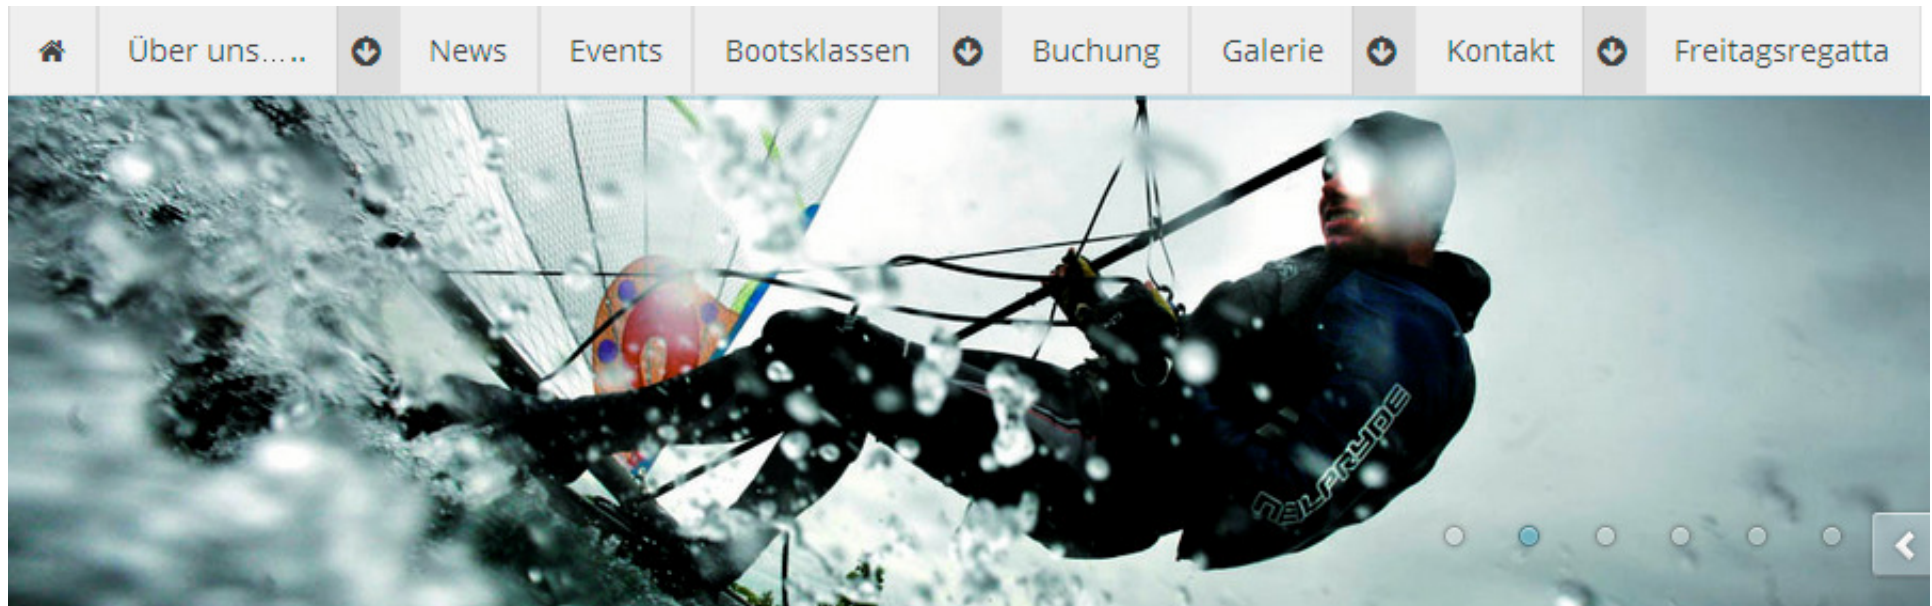 Über uns.... News Events Bootsklassen Buchung Galerie Kontakt Freitagsregatta
NEILPRYDE